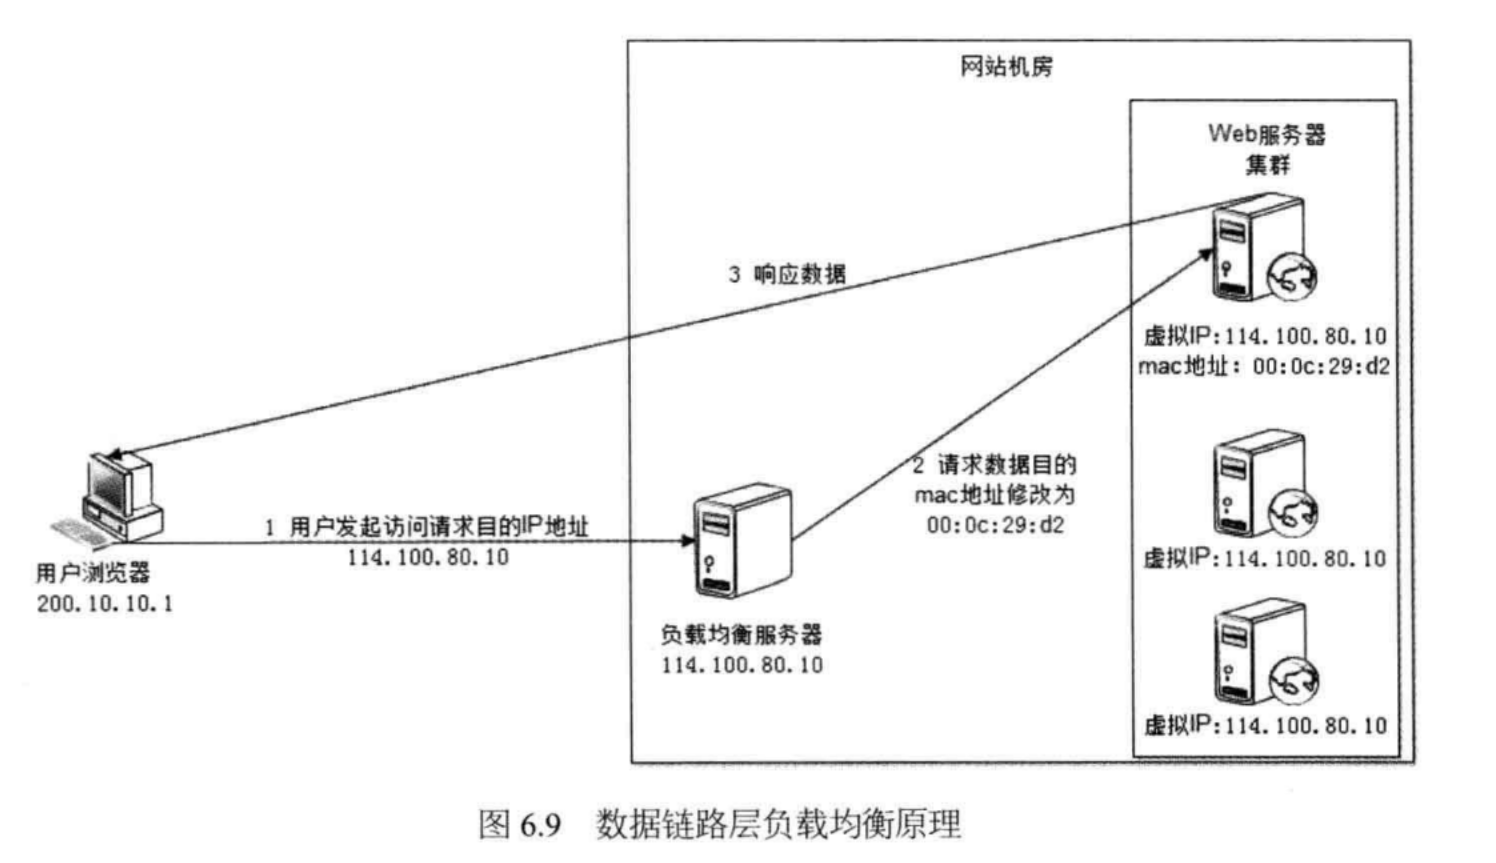 网站机房
Web服务器
集群
3 响应数据
虚拟IP:114.100.80.10
mac地址：00:0c:29:d2
2 请求数据目的
mac地址修改为
00:0c:29:d2
1 用户发起访问请求目的IP地址
114.100.80.10
用户浏览器
200.10.10.1
虚拟IP:114.100.80.10
负载均衡服务器
114.100.80.10
虚拟IP:114.100.80.10
图 6.9 数据链路层负载均衡原理